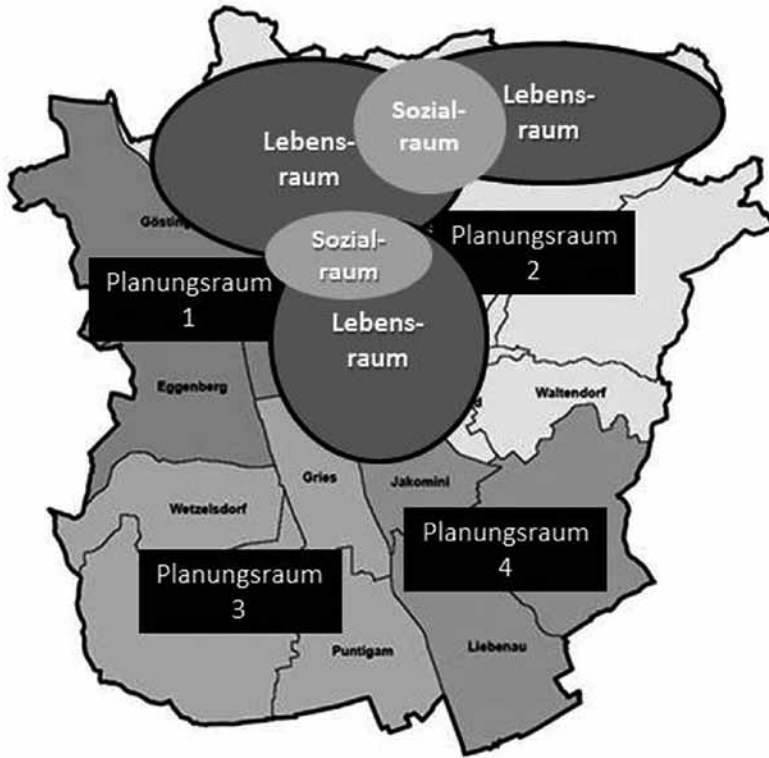 Lebens-
raum
Sozial-
raum
Lebens-
raum
Sozial-
raum
Planungsraum
1
Planungsraum
2
Lebens-
raum
Eggenberg
Waltendorf
Gries
Jakomini
Wetzelsdorf
Planungsraum
3
Planungsraum
4
Puntigam
Liebenau